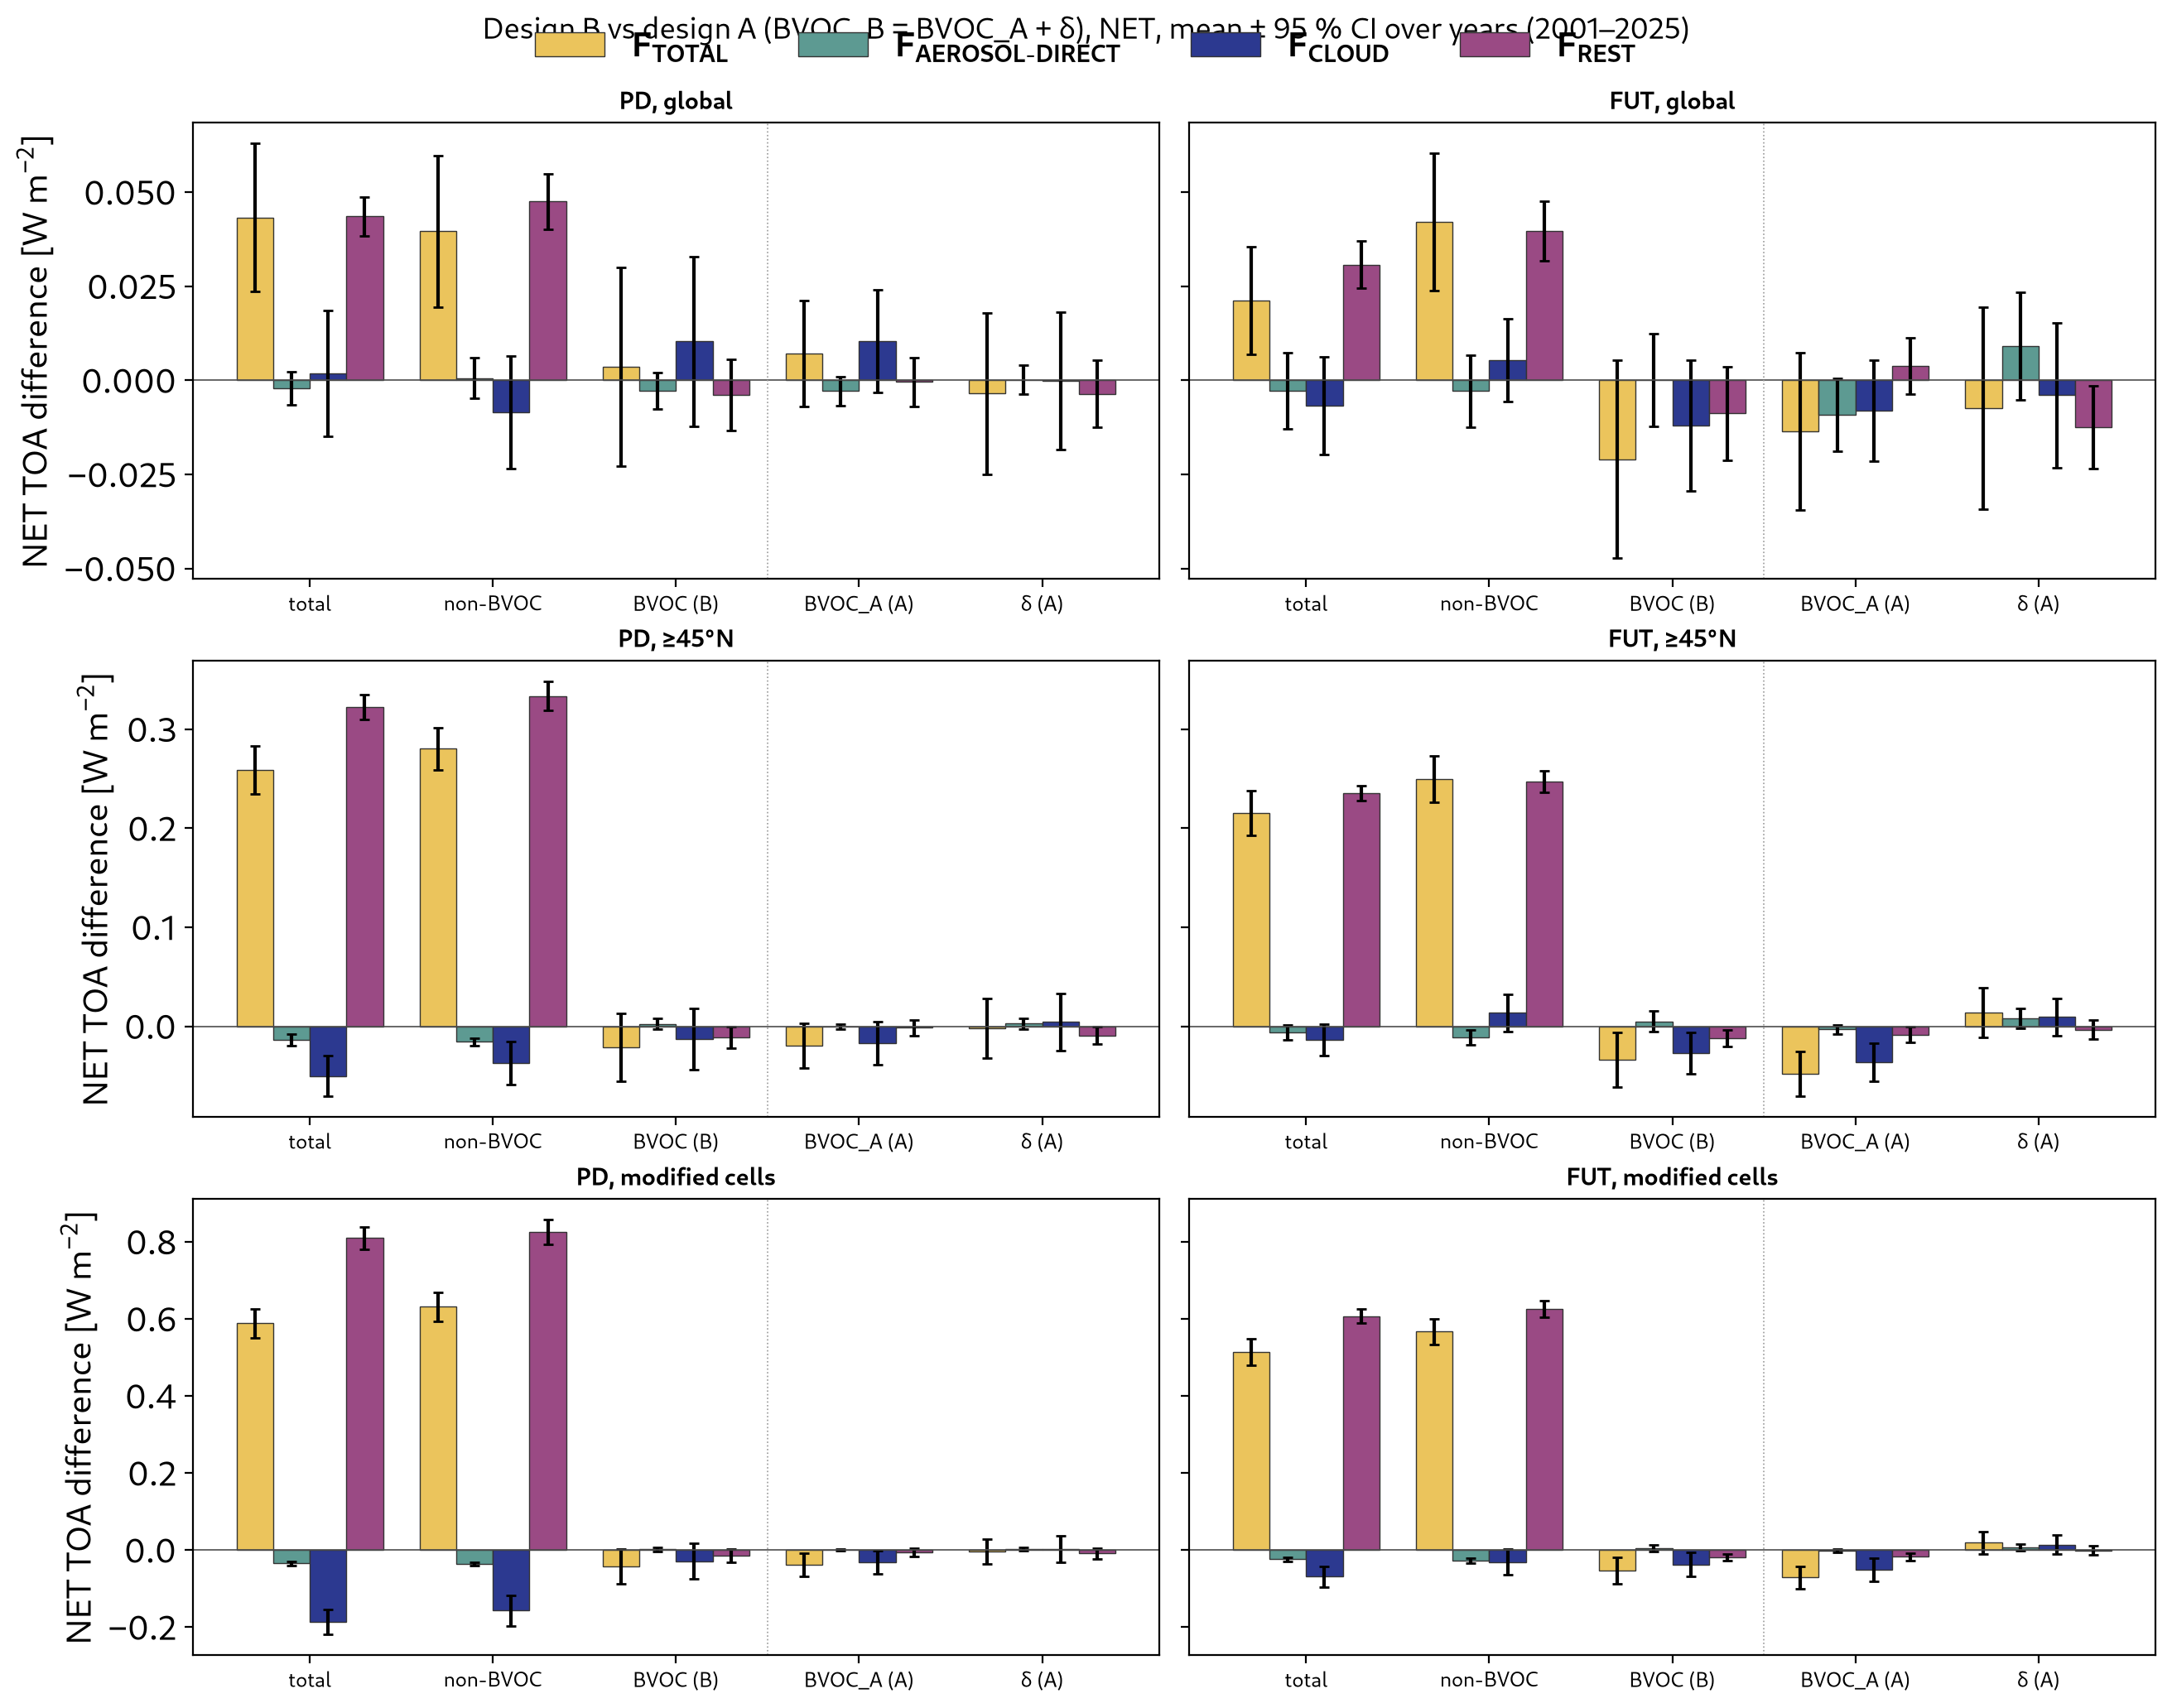 Design B vs design A (BVOC_B = BVOC_A + δ), NET, mean ± 95 % CI over years (2001–2025)
F_TOTAL F_AEROSOL-DIRECT F_CLOUD F_REST
PD, global
NET TOA difference [W m⁻²]
0.050
0.025
0.000
−0.025
−0.050
total non-BVOC BVOC (B) BVOC_A (A) δ (A)
FUT, global
total non-BVOC BVOC (B) BVOC_A (A) δ (A)
PD, ≥45°N
NET TOA difference [W m⁻²]
0.3
0.2
0.1
0.0
total non-BVOC BVOC (B) BVOC_A (A) δ (A)
FUT, ≥45°N
total non-BVOC BVOC (B) BVOC_A (A) δ (A)
PD, modified cells
NET TOA difference [W m⁻²]
0.8
0.6
0.4
0.2
0.0
−0.2
total non-BVOC BVOC (B) BVOC_A (A) δ (A)
FUT, modified cells
total non-BVOC BVOC (B) BVOC_A (A) δ (A)